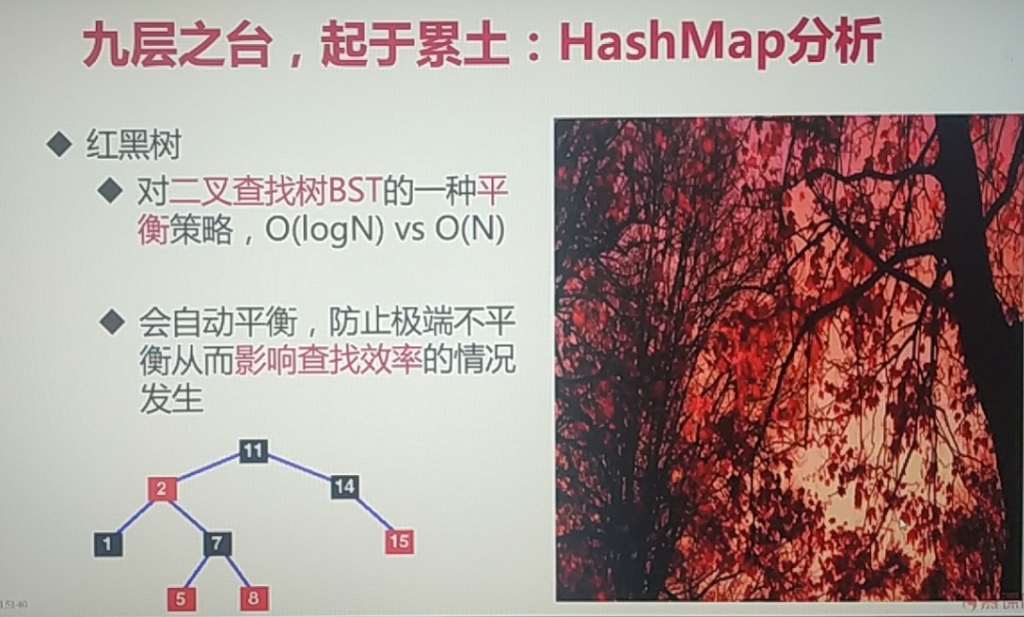 九层之台，起于累土：HashMap分析
◆ 红黑树
◆ 对二叉查找树BST的一种平
衡策略，O(logN) vs O(N)
◆ 会自动平衡，防止极端不平
衡从而影响查找效率的情况
发生
11
2
14
1
7
15
5
8